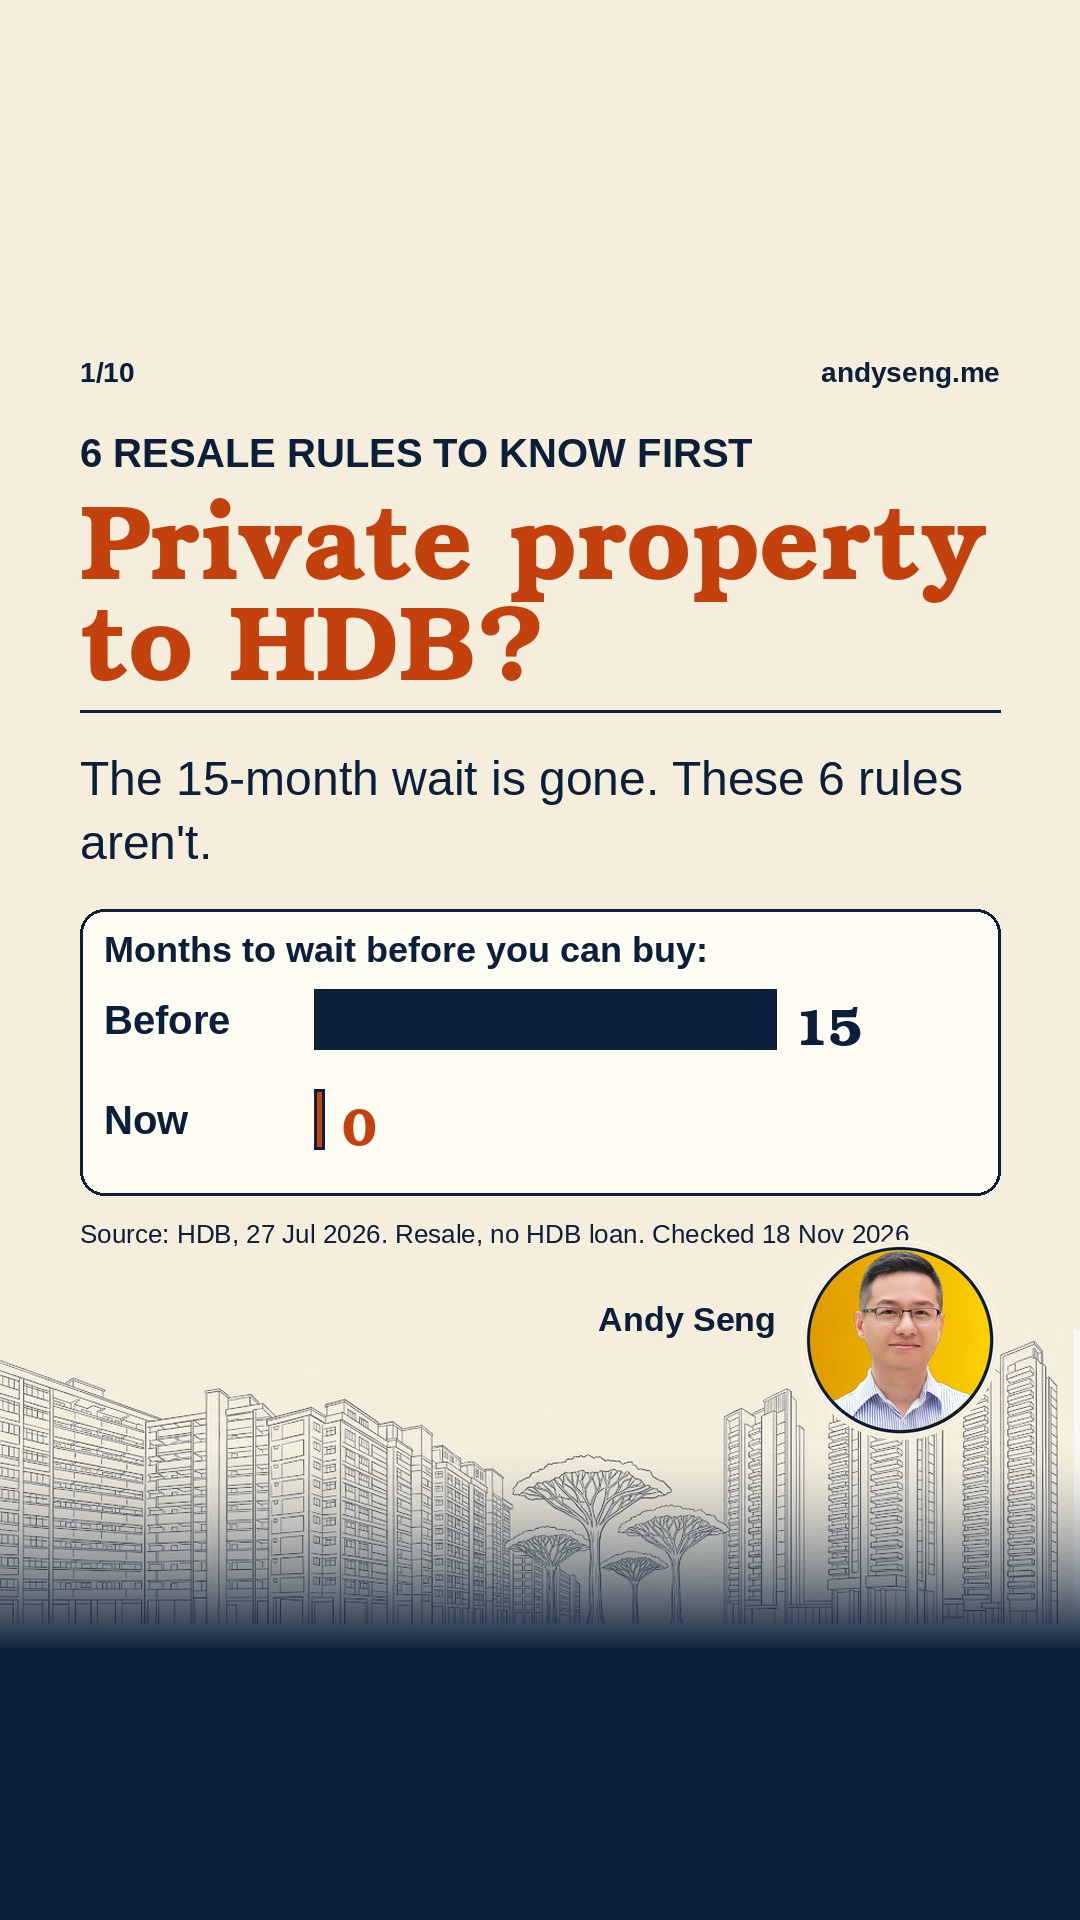 1/10
andyseng.me
6 RESALE RULES TO KNOW FIRST
Private property
to HDB?
The 15-month wait is gone. These 6 rules
aren't.
Months to wait before you can buy:
Before
15
Now
0
Source: HDB, 27 Jul 2026. Resale, no HDB loan. Checked 18 Nov 2026
Andy Seng